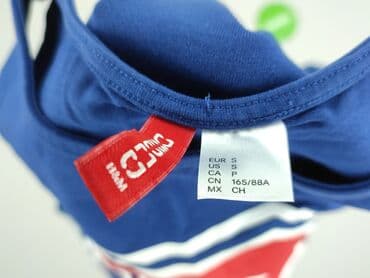 EUR S
US S
CA P
CN 165/88A
MX CH